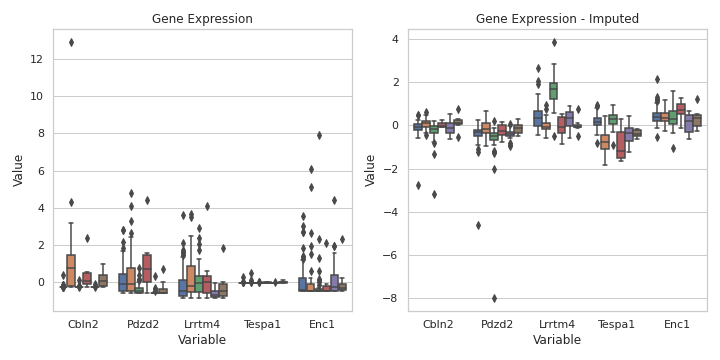 Gene Expression
Value
12
10
8
6
4
2
0
Cbln2 Pdzd2 Lrrtm4 Tespa1 Enc1
Variable
Gene Expression - Imputed
Value
4
2
0
−2
−4
−6
−8
Cbln2 Pdzd2 Lrrtm4 Tespa1 Enc1
Variable